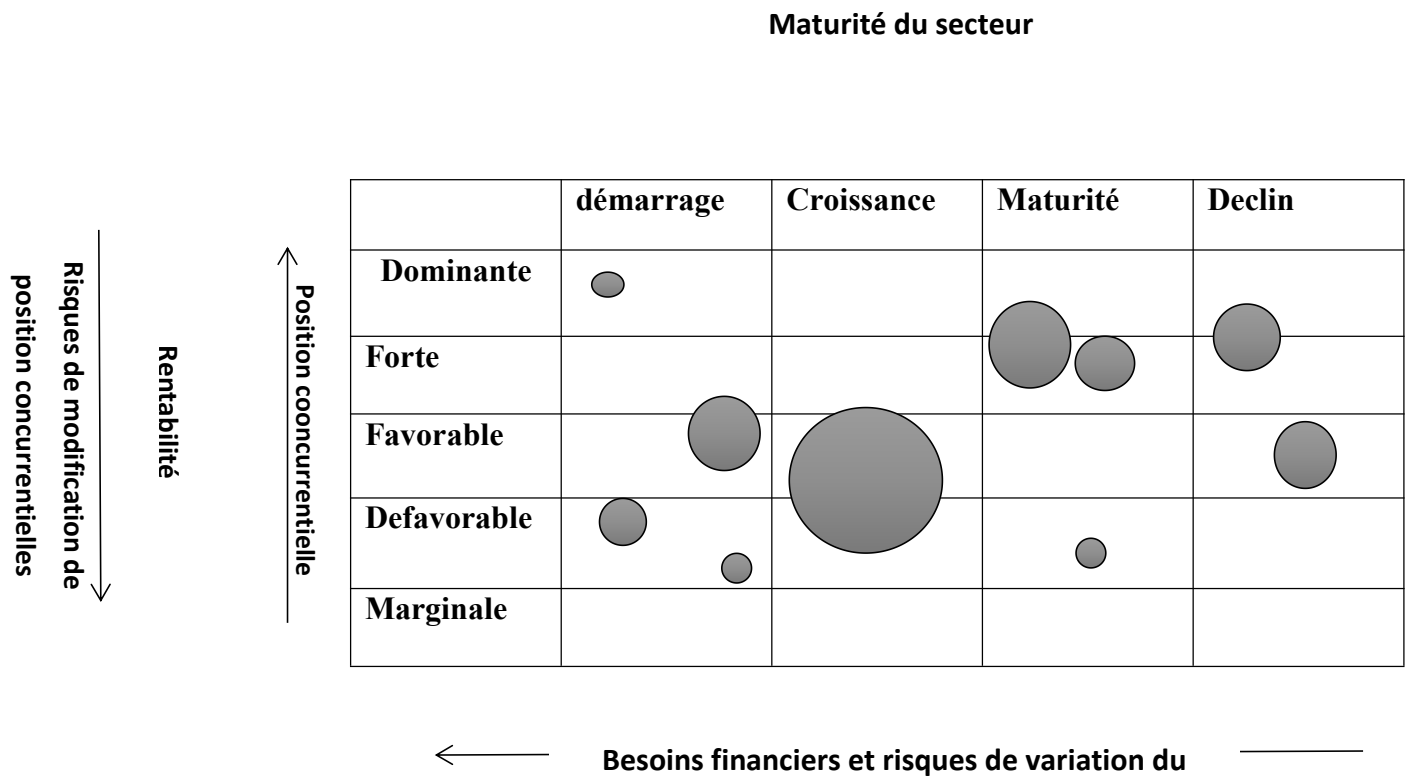 Maturité du secteur
démarrage Croissance Maturité Declin
Dominante
Forte
Favorable
Defavorable
Marginale
Risques de modification de
position concurrentielles
Rentabilité
Position cooncurrentielle
Besoins financiers et risques de variation du